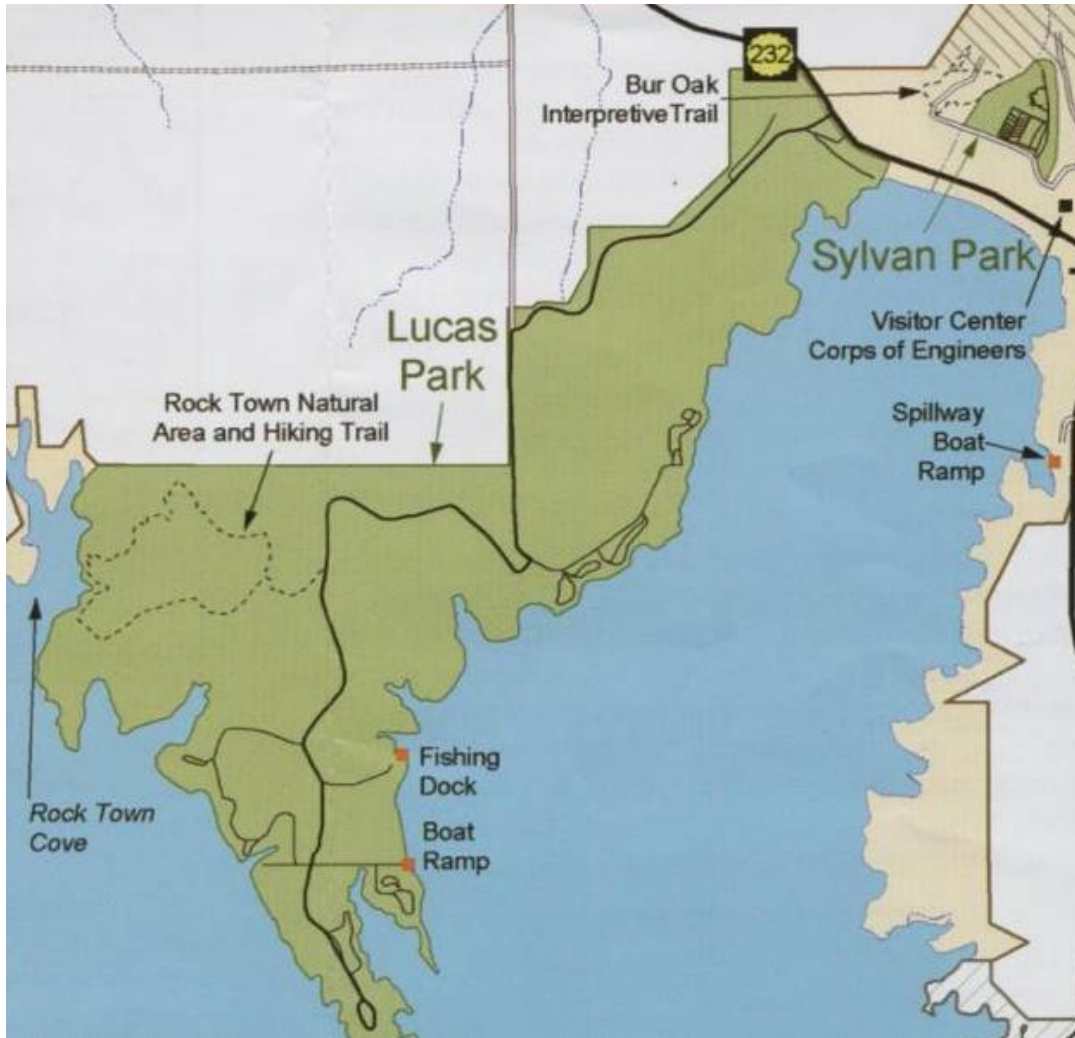 232
Bur Oak
Interpretive Trail
Sylvan Park
Visitor Center
Corps of Engineers
Lucas
Park
Rock Town Natural
Area and Hiking Trail
Spillway
Boat
Ramp
Fishing
Dock
Rock Town
Cove
Boat
Ramp